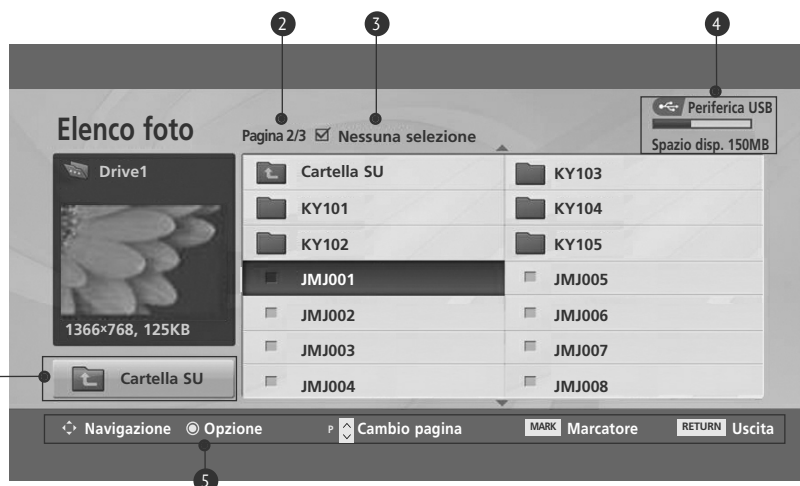 2 3 4
Periferica USB
Elenco foto
Pagina 2/3 Nessuna selezione
Spazio disp. 150MB
Drive1
1366×768, 125KB
Cartella SU
Cartella SU
KY101
KY102
JMJ001
JMJ002
JMJ003
JMJ004
KY103
KY104
KY105
JMJ005
JMJ006
JMJ007
JMJ008
Navigazione Opzione P Cambio pagina MARK Marcatore RETURN Uscita
5